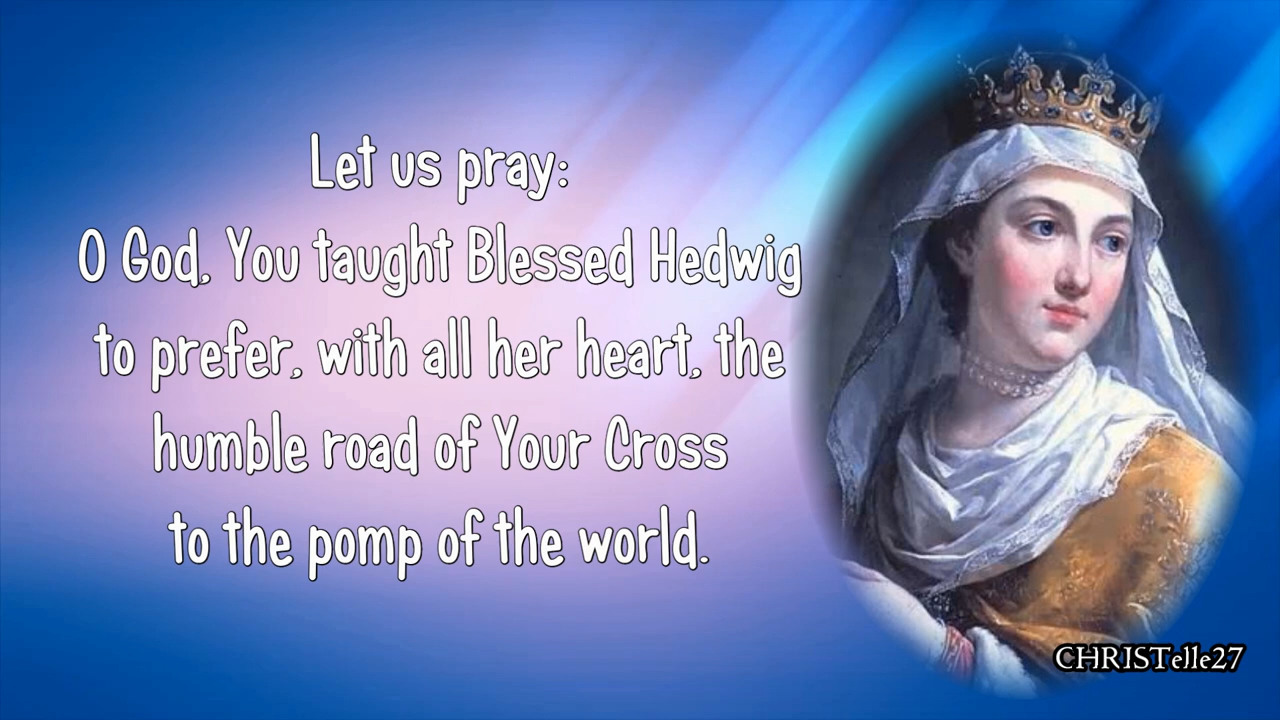 Let us pray:
O God, You taught Blessed Hedwig
to prefer, with all her heart, the
humble road of Your Cross
to the pomp of the world.
CHRISTelle27